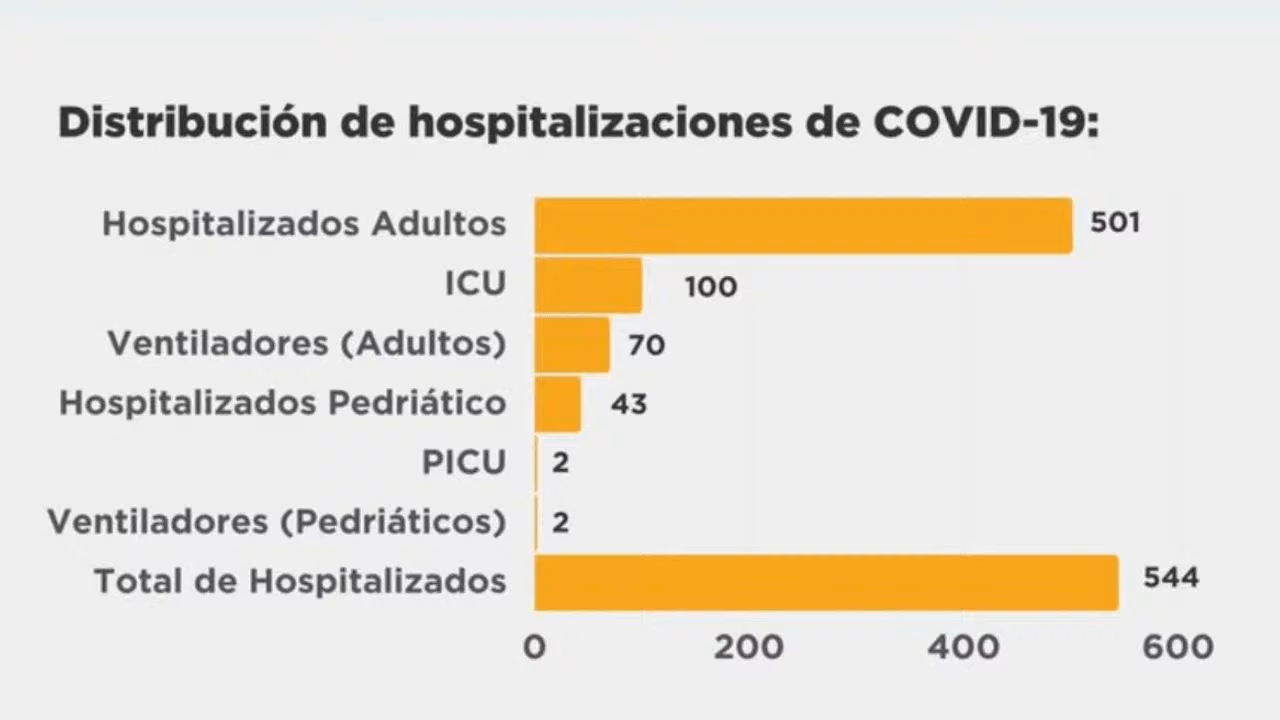 Distribución de hospitalizaciones de COVID-19:
Hospitalizados Adultos 501
ICU 100
Ventiladores (Adultos) 70
Hospitalizados Pedriático 43
PICU 2
Ventiladores (Pedriáticos) 2
Total de Hospitalizados 544
0 200 400 600